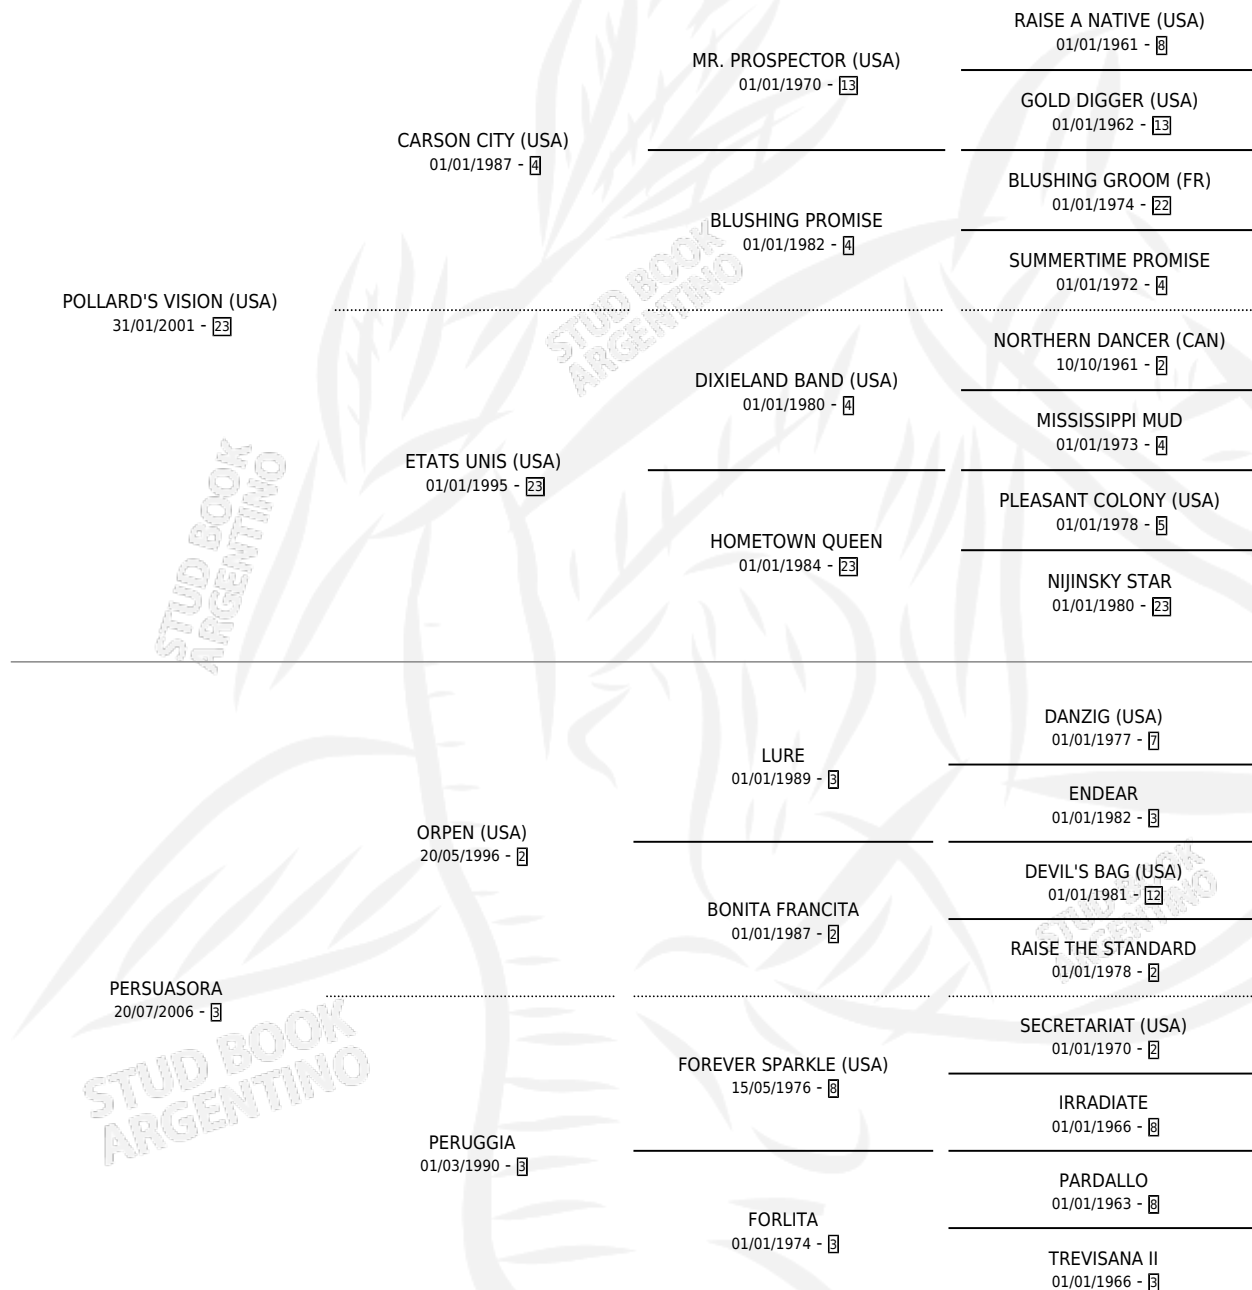 RAISE A NATIVE (USA)
01/01/1961 - 8
MR. PROSPECTOR (USA)
01/01/1970 - 13
GOLD DIGGER (USA)
01/01/1962 - 13
CARSON CITY (USA)
01/01/1987 - 4
BLUSHING GROOM (FR)
01/01/1974 - 22
BLUSHING PROMISE
01/01/1982 - 4
SUMMERTIME PROMISE
01/01/1972 - 4
POLLARD'S VISION (USA)
31/01/2001 - 23
STUD BOOK
ARGENTINO
NORTHERN DANCER (CAN)
10/10/1961 - 2
DIXIELAND BAND (USA)
01/01/1980 - 4
MISSISSIPPI MUD
01/01/1973 - 4
ETATS UNIS (USA)
01/01/1995 - 23
PLEASANT COLONY (USA)
01/01/1978 - 5
HOMETOWN QUEEN
01/01/1984 - 23
NIJINSKY STAR
01/01/1980 - 23
STUD BOOK
ARGENTINO
DANZIG (USA)
01/01/1977 - 7
LURE
01/01/1989 - 3
ENDEAR
01/01/1982 - 3
ORPEN (USA)
20/05/1996 - 2
DEVIL'S BAG (USA)
01/01/1981 - 12
BONITA FRANCITA
01/01/1987 - 2
RAISE THE STANDARD
01/01/1978 - 2
STUD BOOK
ARGENTINO
PERSUASORA
20/07/2006 - 3
STUD BOOK
ARGENTINO
SECRETARIAT (USA)
01/01/1970 - 2
FOREVER SPARKLE (USA)
15/05/1976 - 8
IRRADIATE
01/01/1966 - 8
PERUGGIA
01/03/1990 - 3
PARDALLO
01/01/1963 - 8
FORLITA
01/01/1974 - 3
TREVISANA II
01/01/1966 - 3